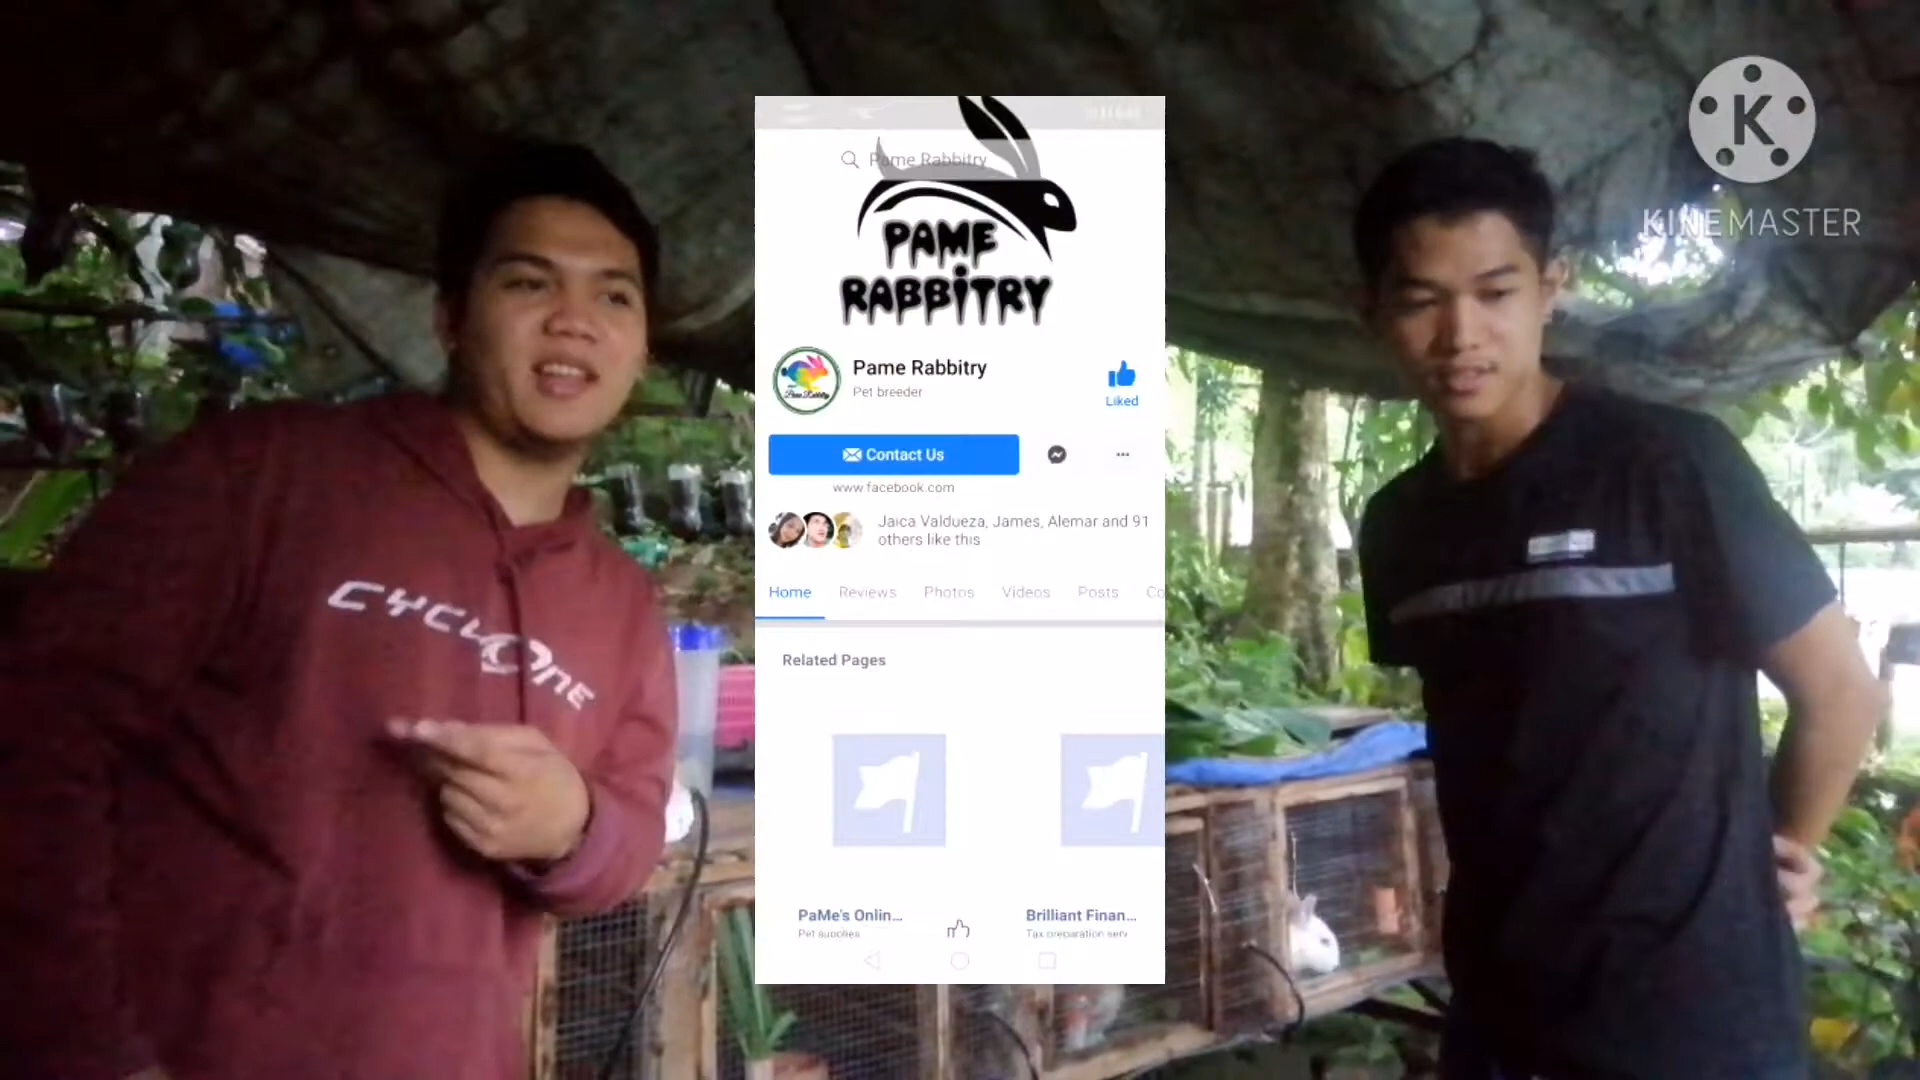 Pame Rabbitry
PAME
RABBITRY
Pame Rabbitry
Pet breeder
Liked
Contact Us
www.facebook.com
Jaica Valdueza, James, Alemar and 91
others like this
Home Reviews Photos Videos Posts Co
Related Pages
PaMe's Onlin...
Pet supplies
Brilliant Finan...
Tax preparation serv
CYCLONE
K
KINEMASTER